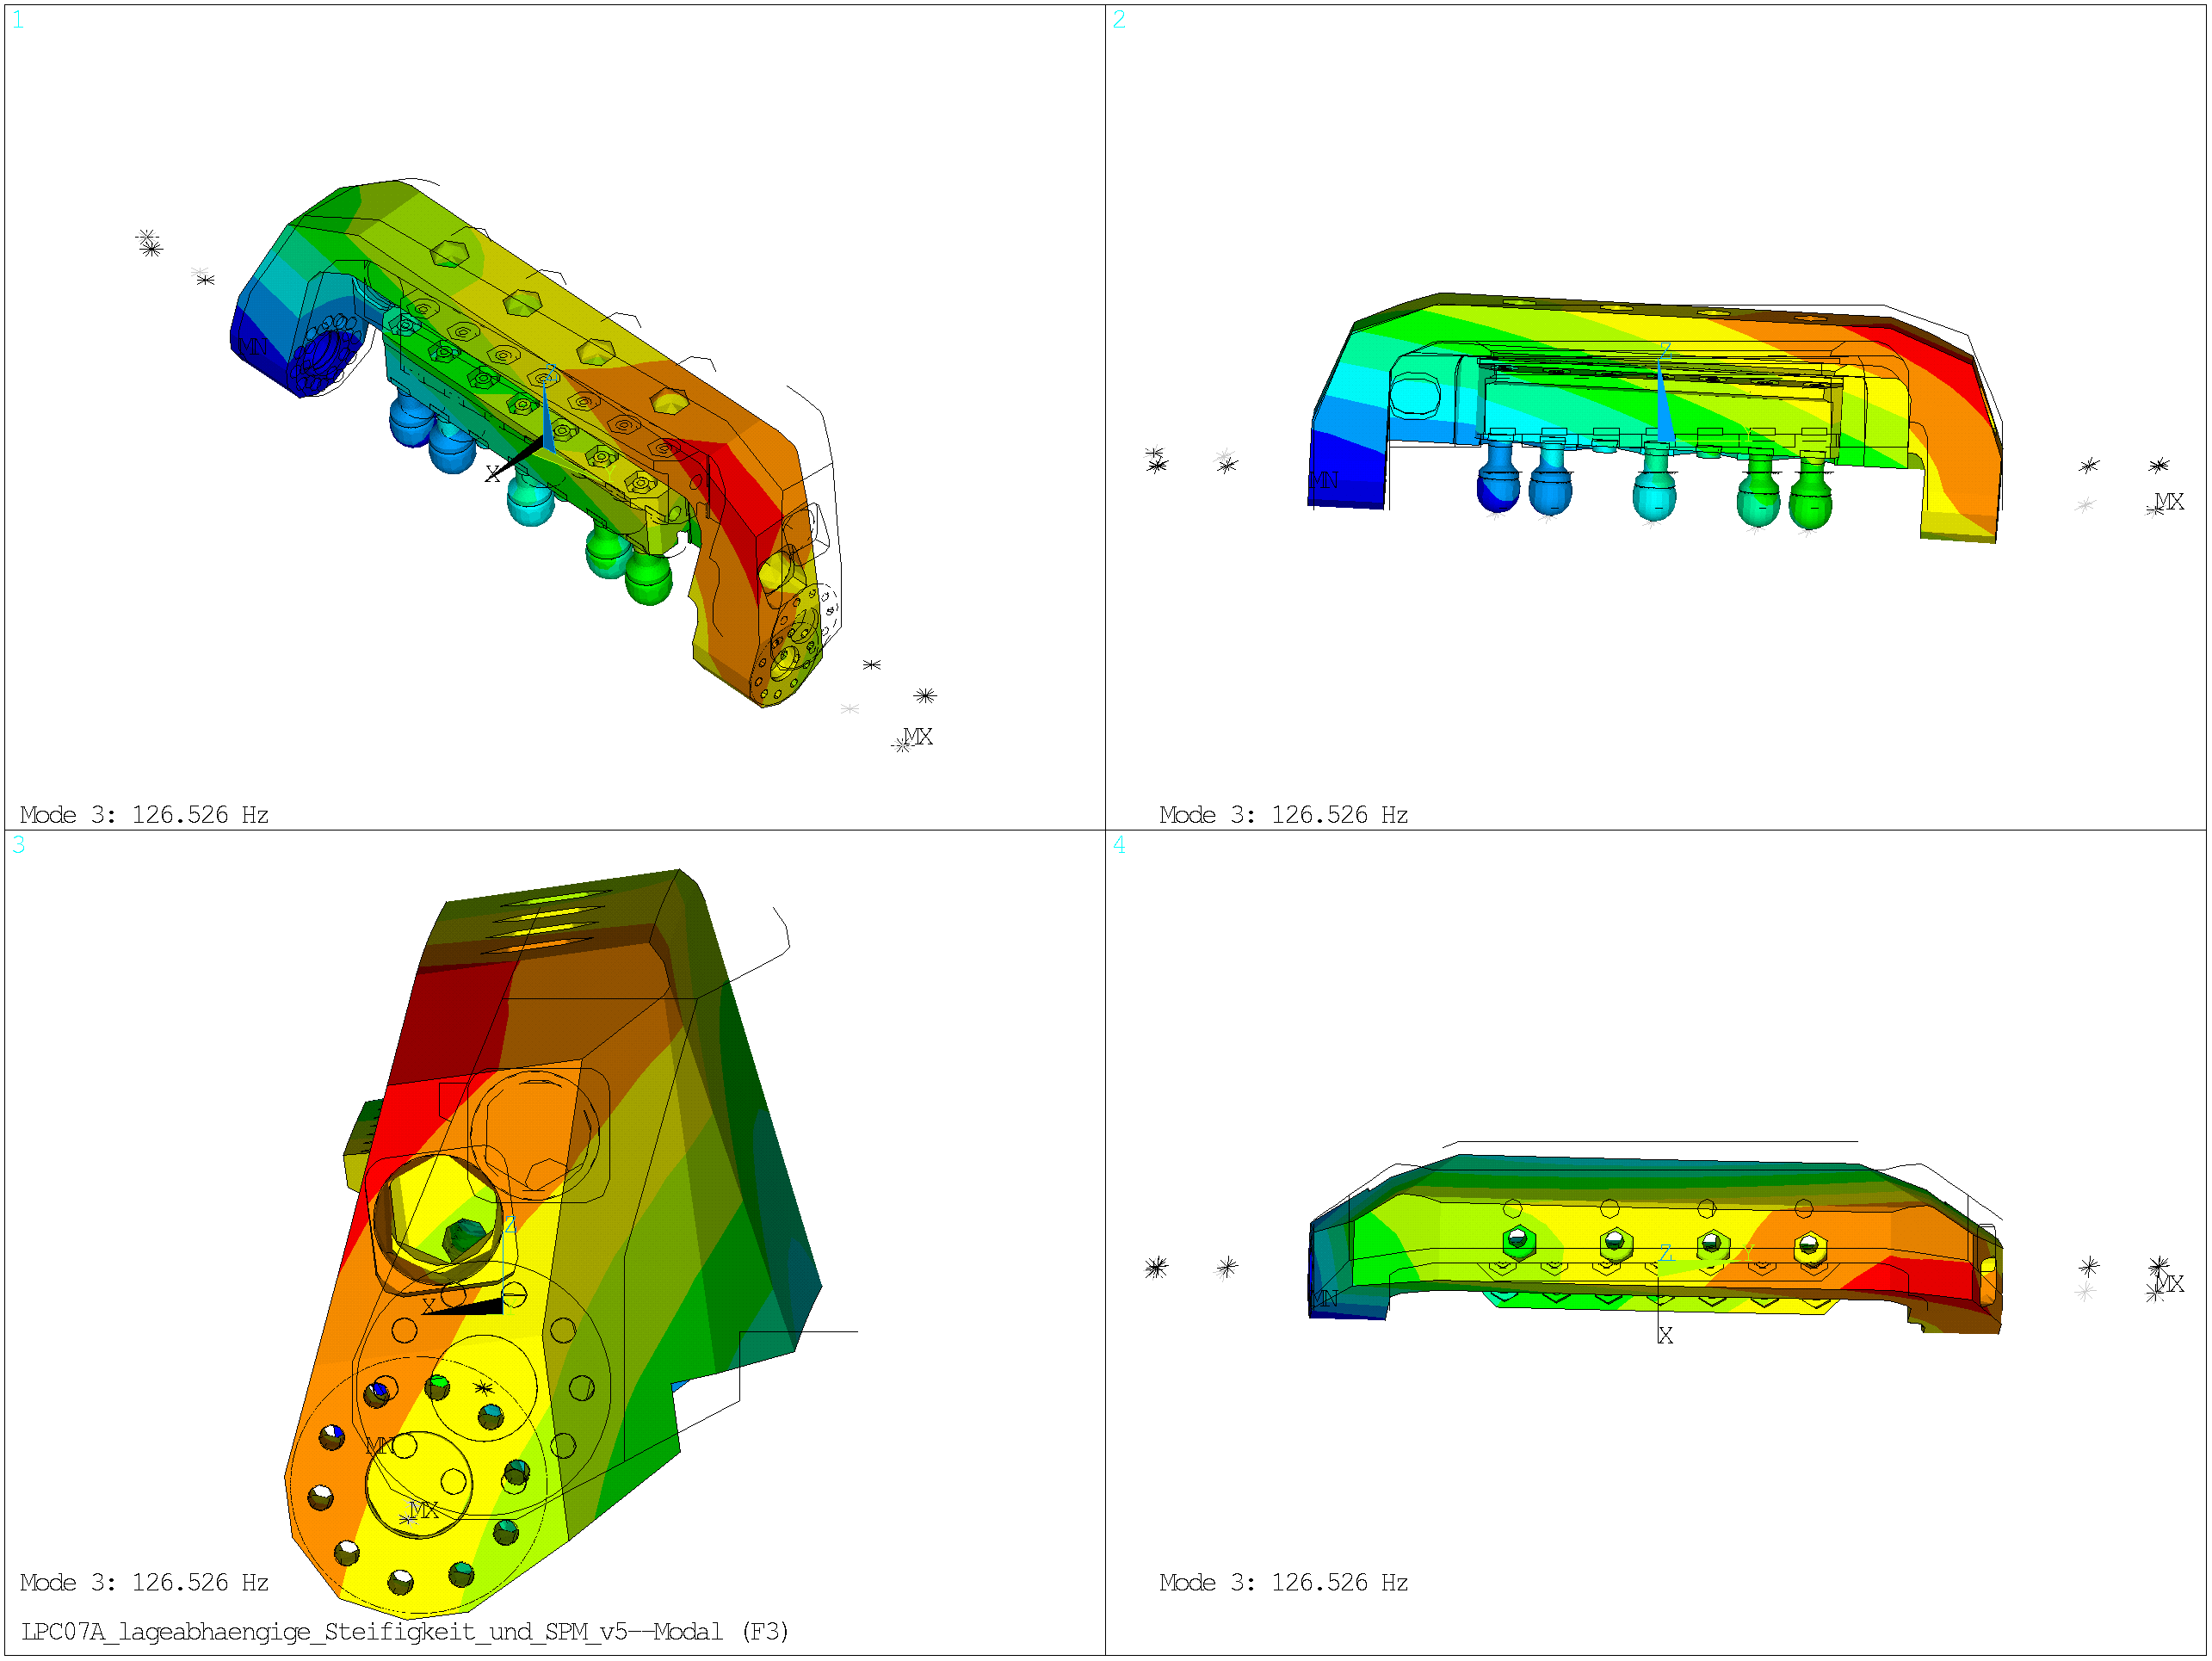 1
MN
Z
X
MX
Mode 3: 126.526 Hz
2
Z
MN
MX
Mode 3: 126.526 Hz
3
Z
X
MN
MX
Mode 3: 126.526 Hz
LPC07A_lageabhaengige_Steifigkeit_und_SPM_v5--Modal (F3)
4
Z
Y
MN
MX
X
Mode 3: 126.526 Hz